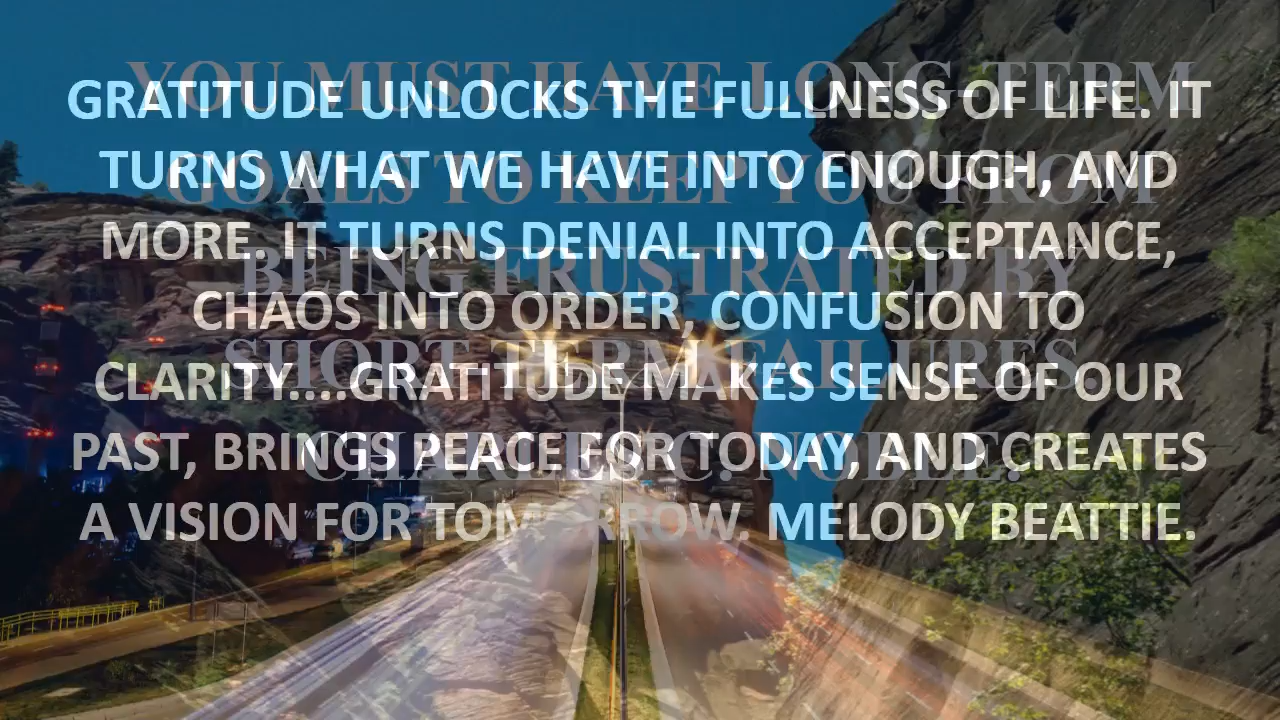 GRATITUDE UNLOCKS THE FULLNESS OF LIFE. IT
TURNS WHAT WE HAVE INTO ENOUGH, AND
MORE. IT TURNS DENIAL INTO ACCEPTANCE,
CHAOS INTO ORDER, CONFUSION TO
CLARITY....GRATITUDE MAKES SENSE OF OUR
PAST, BRINGS PEACE FOR TODAY, AND CREATES
A VISION FOR TOMORROW. MELODY BEATTIE.
YOU MUST HAVE LONG-TERM
GOALS TO KEEP YOU FROM
BEING FRUSTRATED BY
SHORT-TERM FAILURES.
CHARLES C. NOBLE.